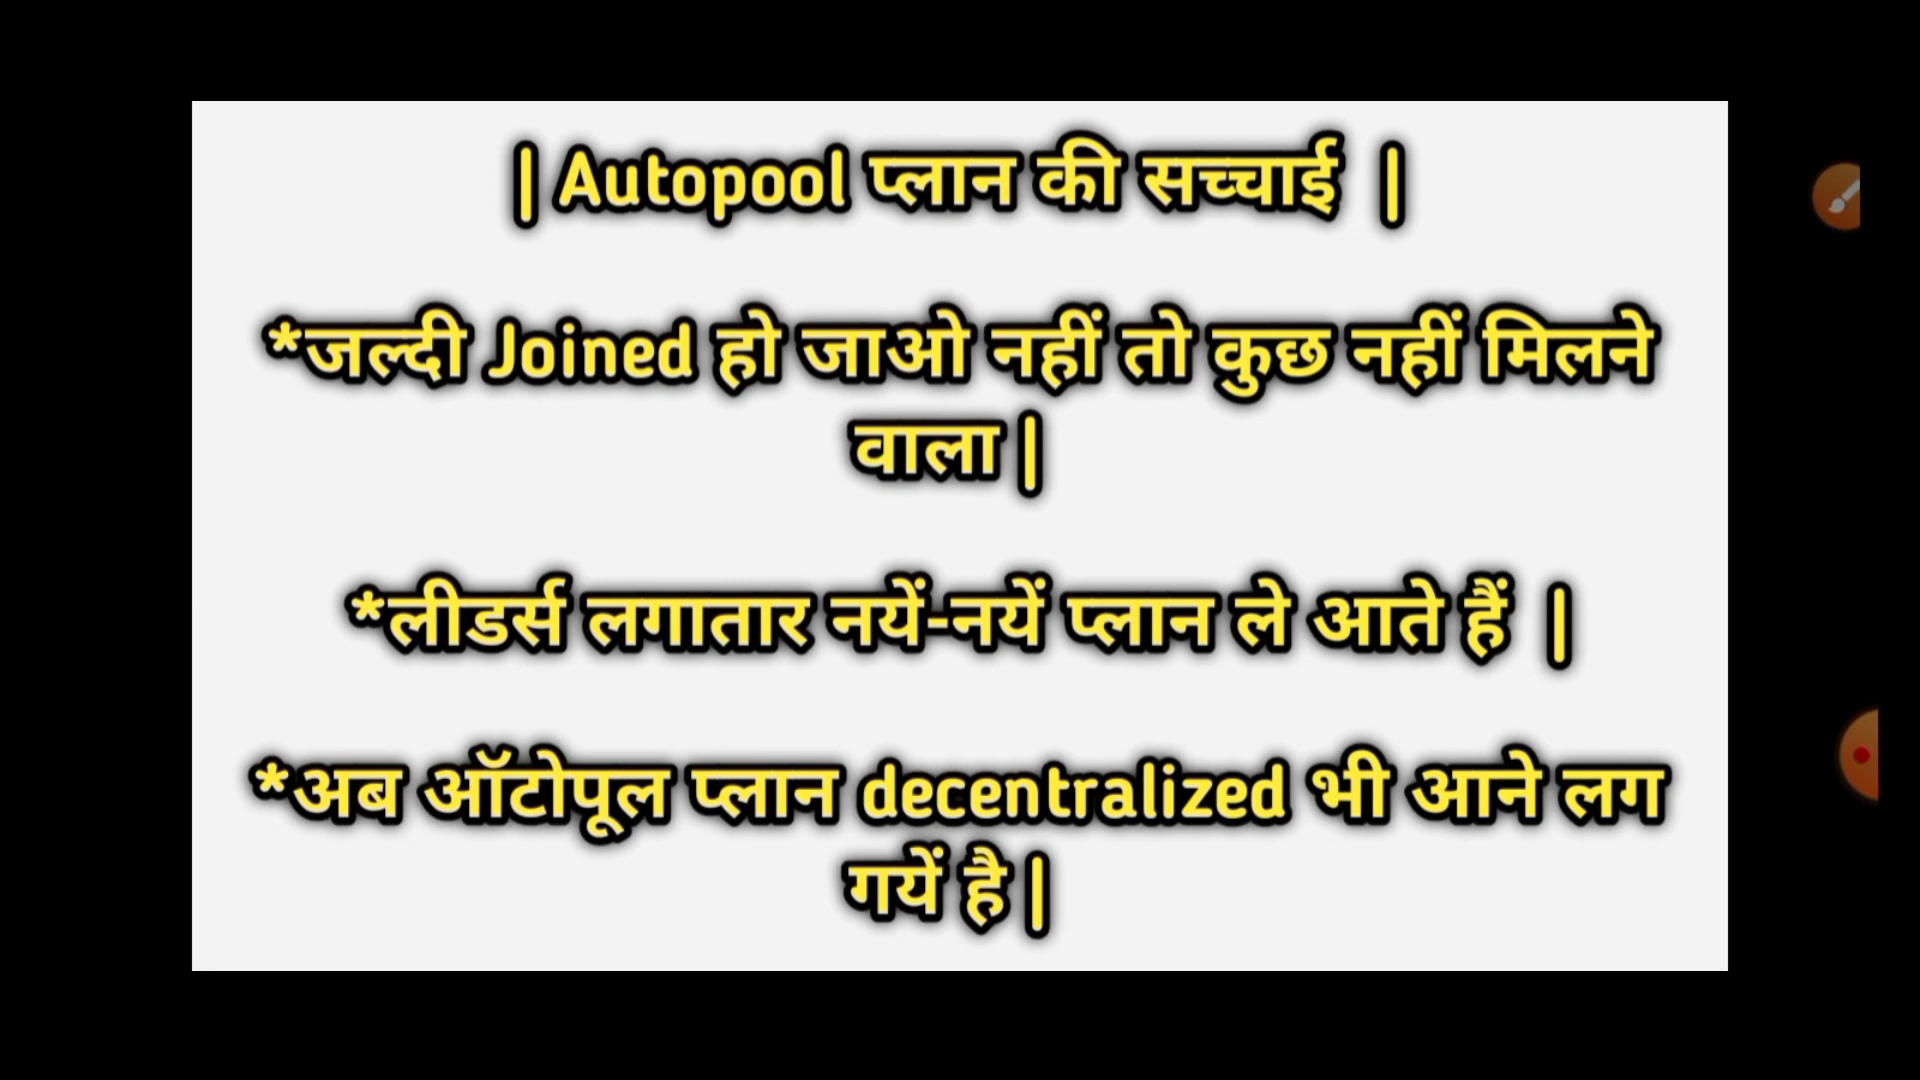 | Autopool प्लान की सच्चाई |
*जल्दी Joined हो जाओ नहीं तो कुछ नहीं मिलने
वाला |
*लीडर्स लगातार नयें-नयें प्लान ले आते हैं |
*अब ऑटोपूल प्लान decentralized भी आने लग
गयें है |